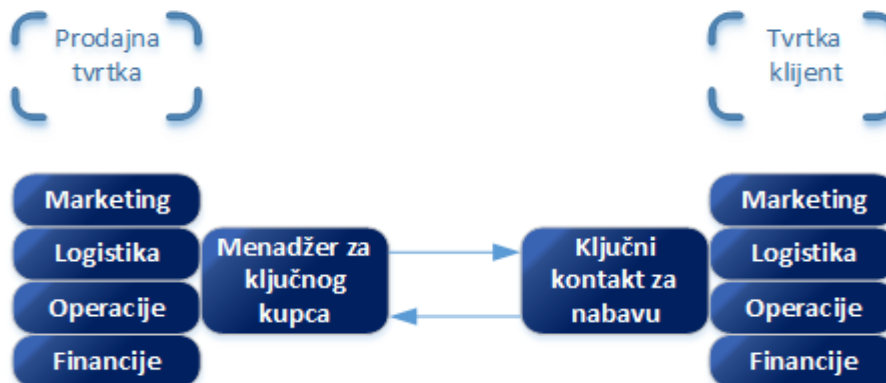 Prodajna
tvrtka
Tvrtka
klijent
Marketing
Logistika
Operacije
Financije
Menadžer za
ključnog
kupca
Ključni
kontakt za
nabavu
Marketing
Logistika
Operacije
Financije